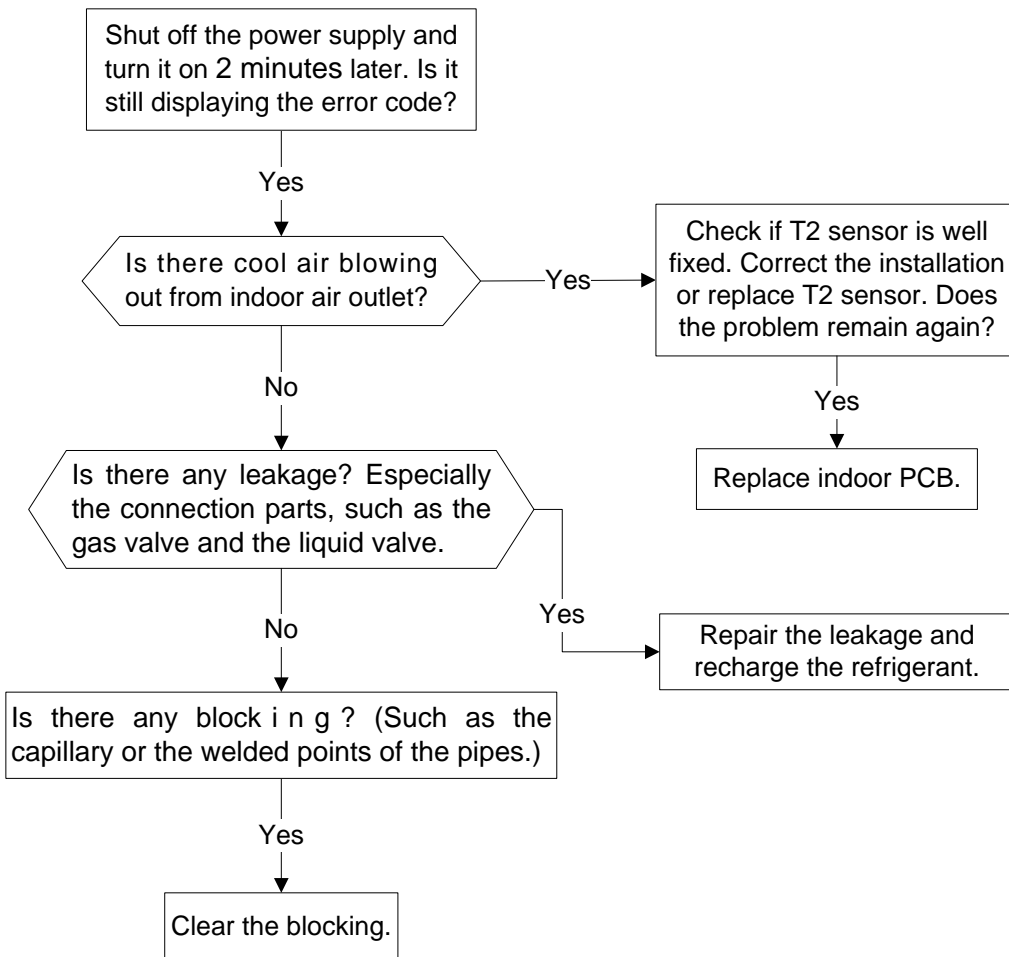 Shut off the power supply and
turn it on 2 minutes later. Is it
still displaying the error code?
Yes
Is there cool air blowing
out from indoor air outlet?
Yes
Check if T2 sensor is well
fixed. Correct the installation
or replace T2 sensor. Does
the problem remain again?
Yes
Replace indoor PCB.
No
Is there any leakage? Especially
the connection parts, such as the
gas valve and the liquid valve.
Yes
Repair the leakage and
recharge the refrigerant.
No
Is there any block i n g ? (Such as the
capillary or the welded points of the pipes.)
Yes
Clear the blocking.